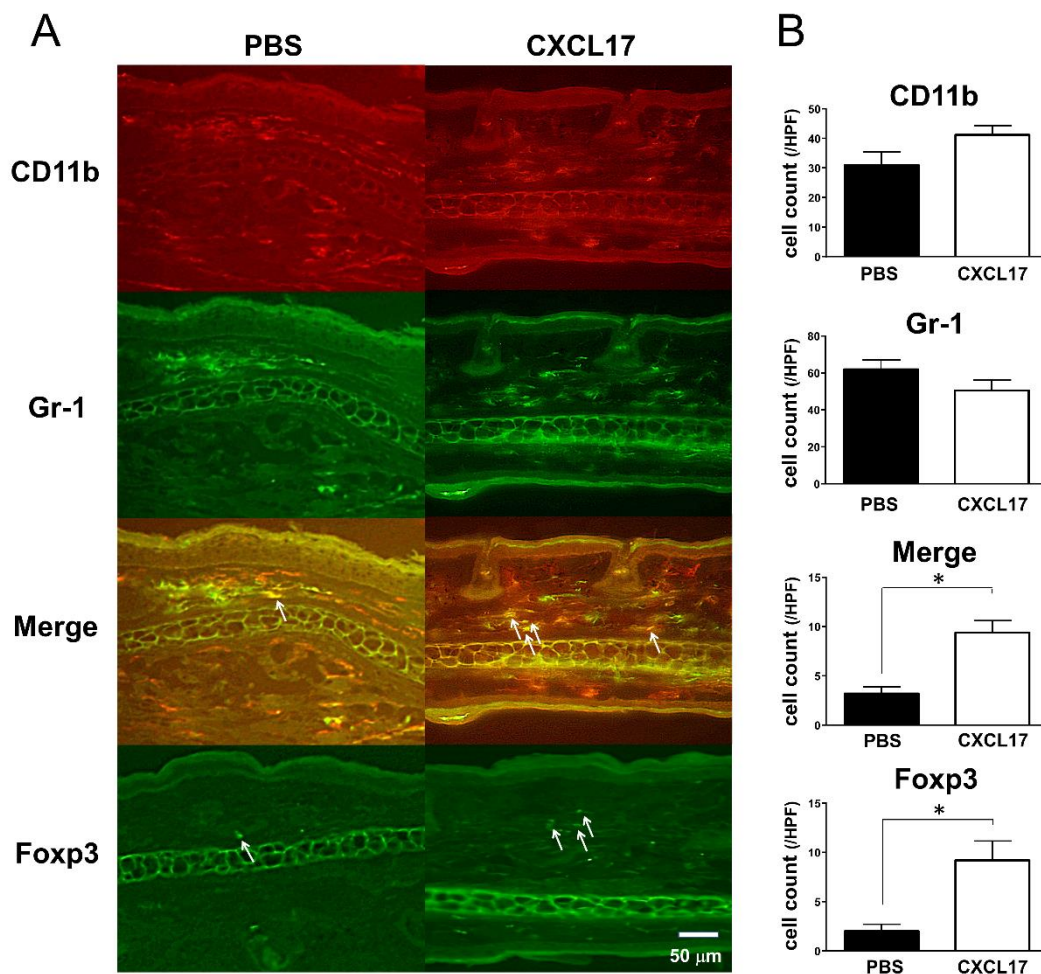 A
PBS
CXCL17
CD11b
Gr-1
Merge
Foxp3
50 μm
B
CD11b
cell count (/HPF)
50
40
30
20
10
0
PBS
CXCL17
Gr-1
cell count (/HPF)
80
60
40
20
0
PBS
CXCL17
Merge
cell count (/HPF)
15
10
5
0
*
PBS
CXCL17
Foxp3
cell count (/HPF)
15
10
5
0
*
PBS
CXCL17